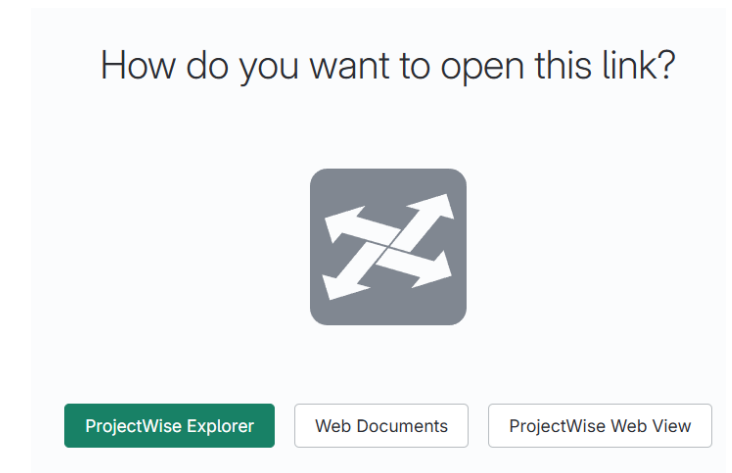 How do you want to open this link?
ProjectWise Explorer
Web Documents
ProjectWise Web View